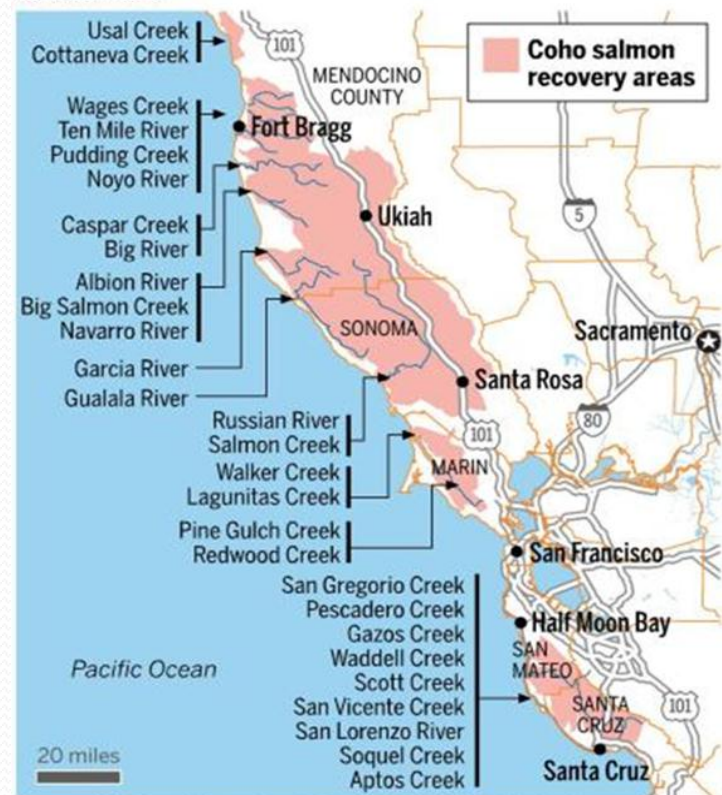 Usal Creek
Cottaneva Creek
101
Coho salmon
recovery areas
MENDOCINO
COUNTY
Wages Creek
Ten Mile River
Pudding Creek
Noyo River
Fort Bragg
Caspar Creek
Big River
Ukiah
5
Albion River
Big Salmon Creek
Navarro River
SONOMA
Sacramento
Garcia River
Gualala River
Santa Rosa
Russian River
Salmon Creek
101
80
Walker Creek
Lagunitas Creek
MARIN
Pine Gulch Creek
Redwood Creek
San Francisco
San Gregorio Creek
Pescadero Creek
Gazos Creek
Waddell Creek
Scott Creek
San Vicente Creek
San Lorenzo River
Soquel Creek
Aptos Creek
Half Moon Bay
SAN
MATEO
Pacific Ocean
SANTA
CRUZ
101
20 miles
Santa Cruz